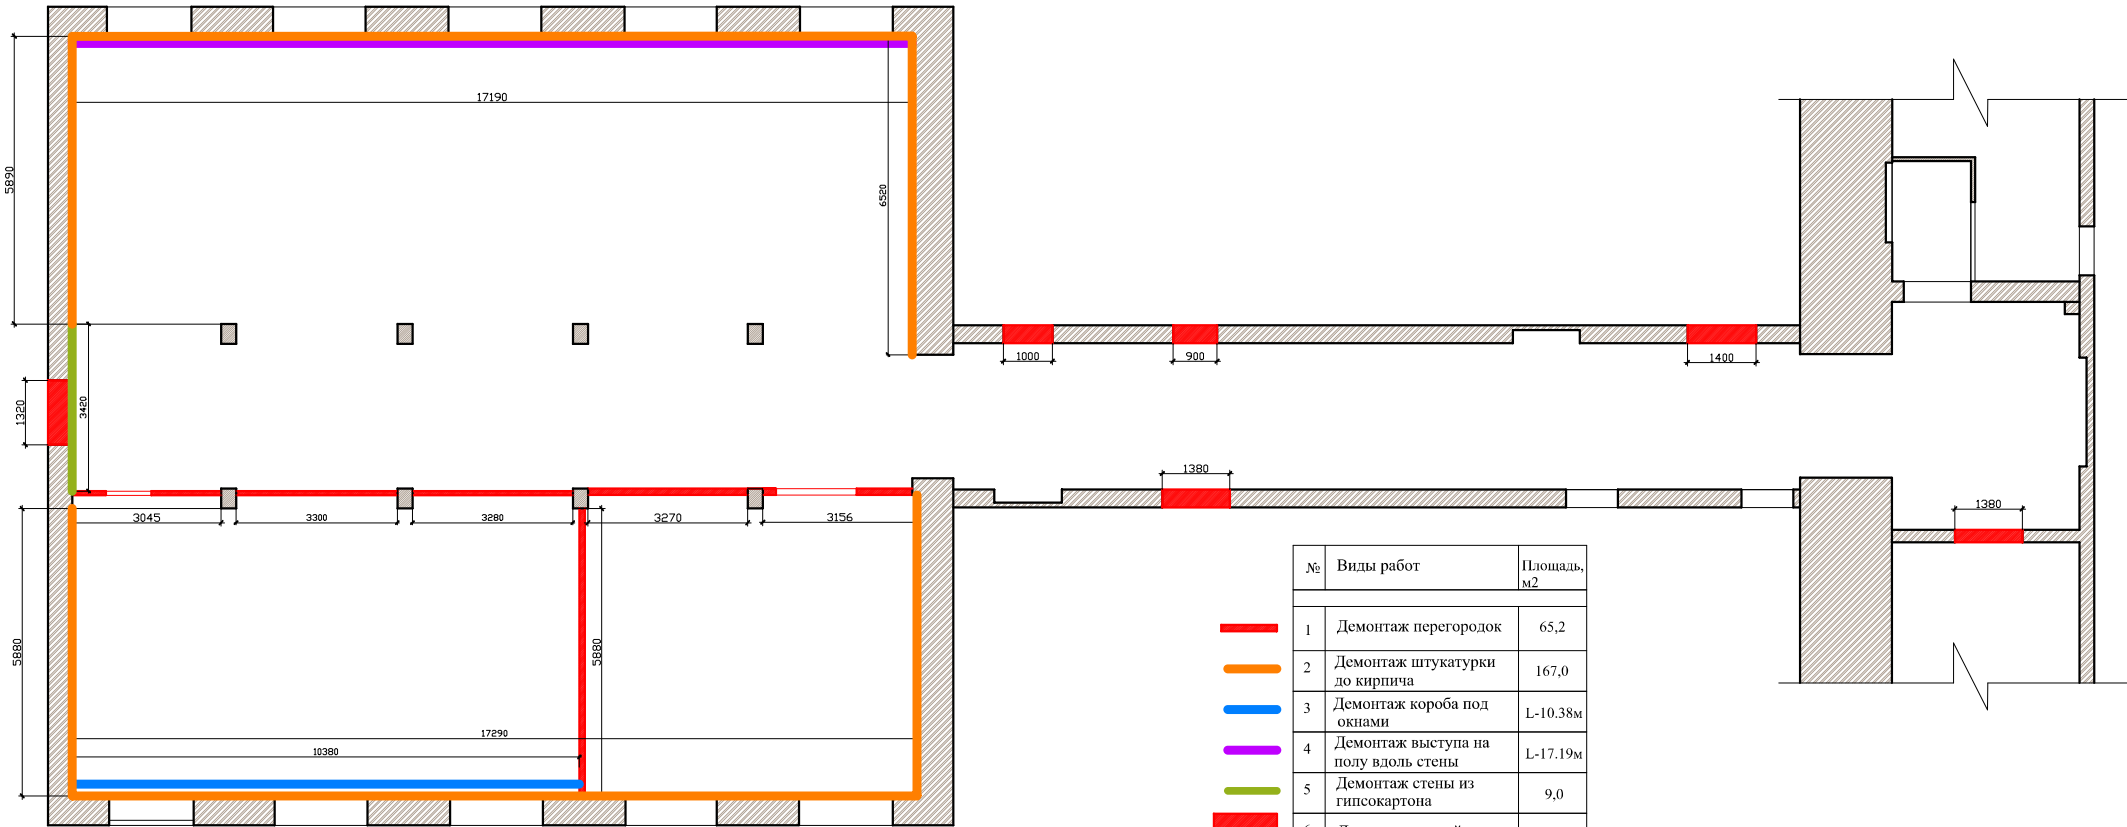 17190
5890
6520
3420
1320
1000
900
1400
1380
3045
3300
3280
3270
3156
1380
5880
5880
17290
10380
№ Виды работ Площадь,
м2
1 Демонтаж перегородок 65,2
2 Демонтаж штукатурки
до кирпича 167,0
3 Демонтаж короба под
окнами L-10.38м
4 Демонтаж выступа на
полу вдоль стены L-17.19м
5 Демонтаж стены из
гипсокартона 9,0